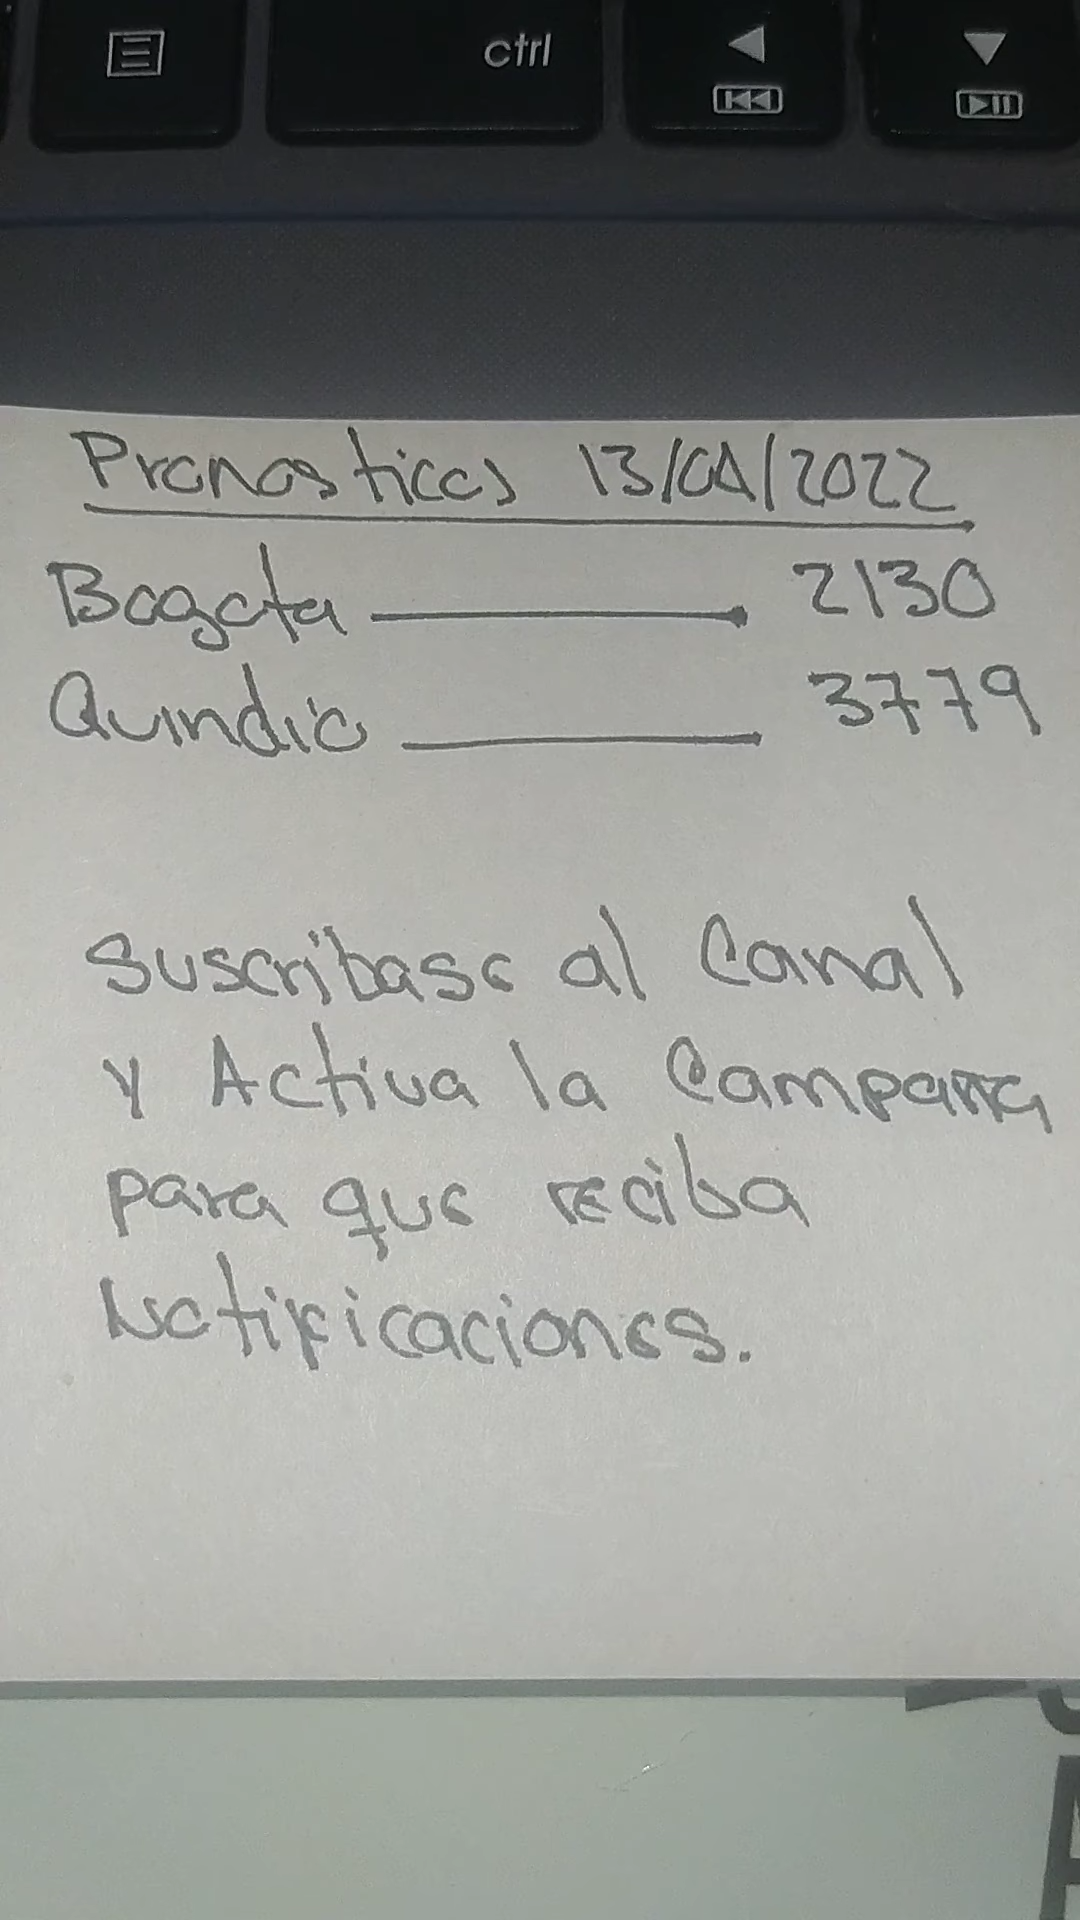 ctrl
Pronosticos 13/04/2022
Bogota 2130
Quindio 3779
Suscribase al Canal
y Activa la Campana
para que reciba
Notificaciones.